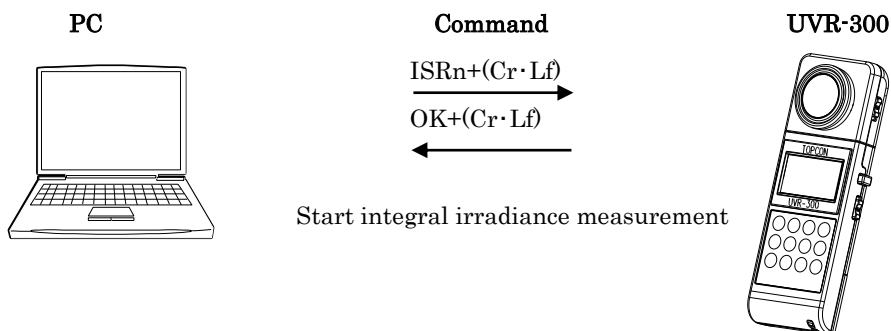 PC
Command
UVR-300
ISRn+(Cr･Lf)
OK+(Cr･Lf)
TOPCON
UVR-300
Start integral irradiance measurement